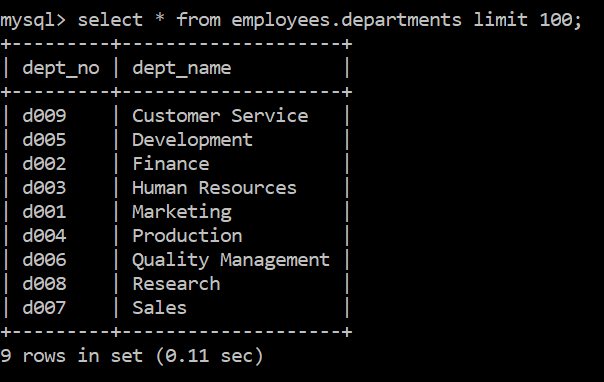 mysql> select * from employees.departments limit 100;
+---------+--------------------+
| dept_no | dept_name          |
+---------+--------------------+
| d009    | Customer Service   |
| d005    | Development        |
| d002    | Finance            |
| d003    | Human Resources    |
| d001    | Marketing          |
| d004    | Production         |
| d006    | Quality Management |
| d008    | Research           |
| d007    | Sales              |
+---------+--------------------+
9 rows in set (0.11 sec)